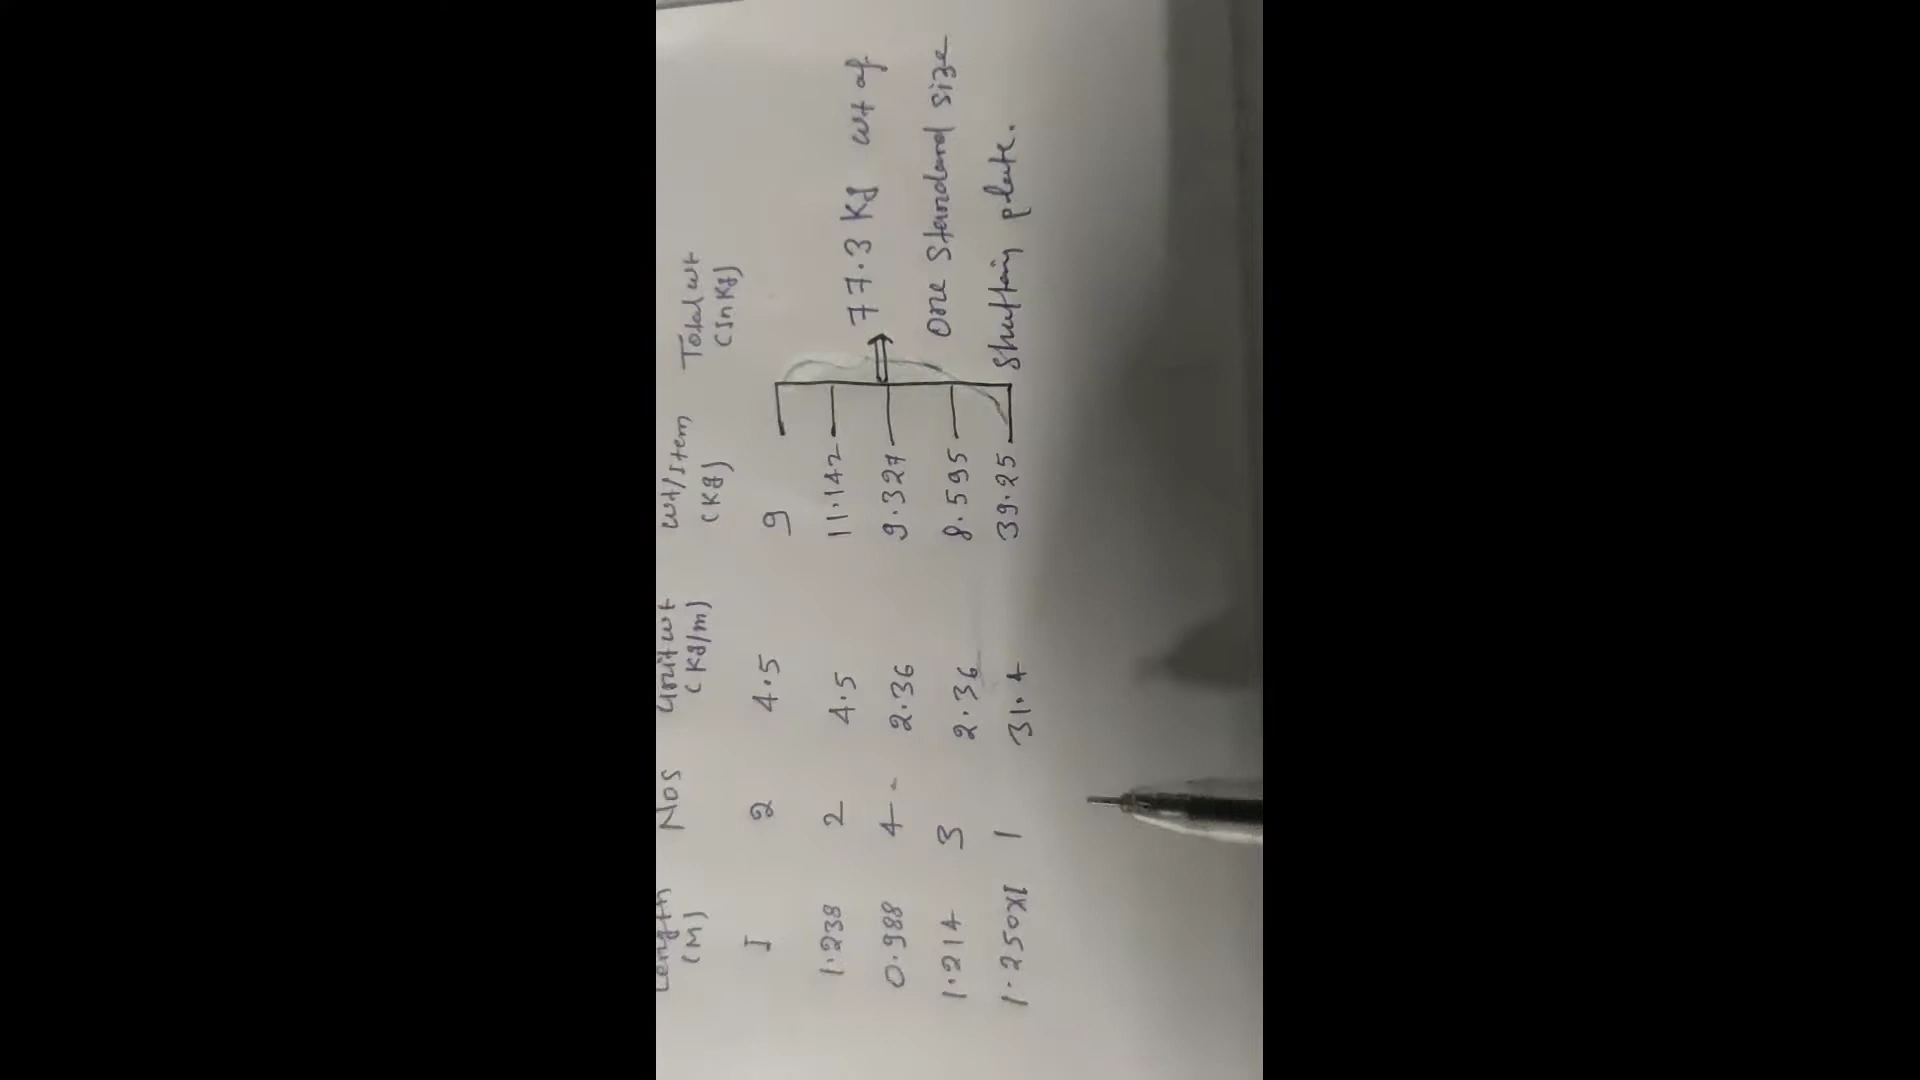 Length Nos Unit wt wt/Item Total wt
(M) (Kg/m) (Kg) (In Kg)
I 2 4.5 9
1.238 2 4.5 11.142
0.988 4 2.36 9.327 77.3 Kg wt of
1.214 3 2.36 8.595 One Standard Size
1.250x1 1 31.4 39.25 Shuttering plate.